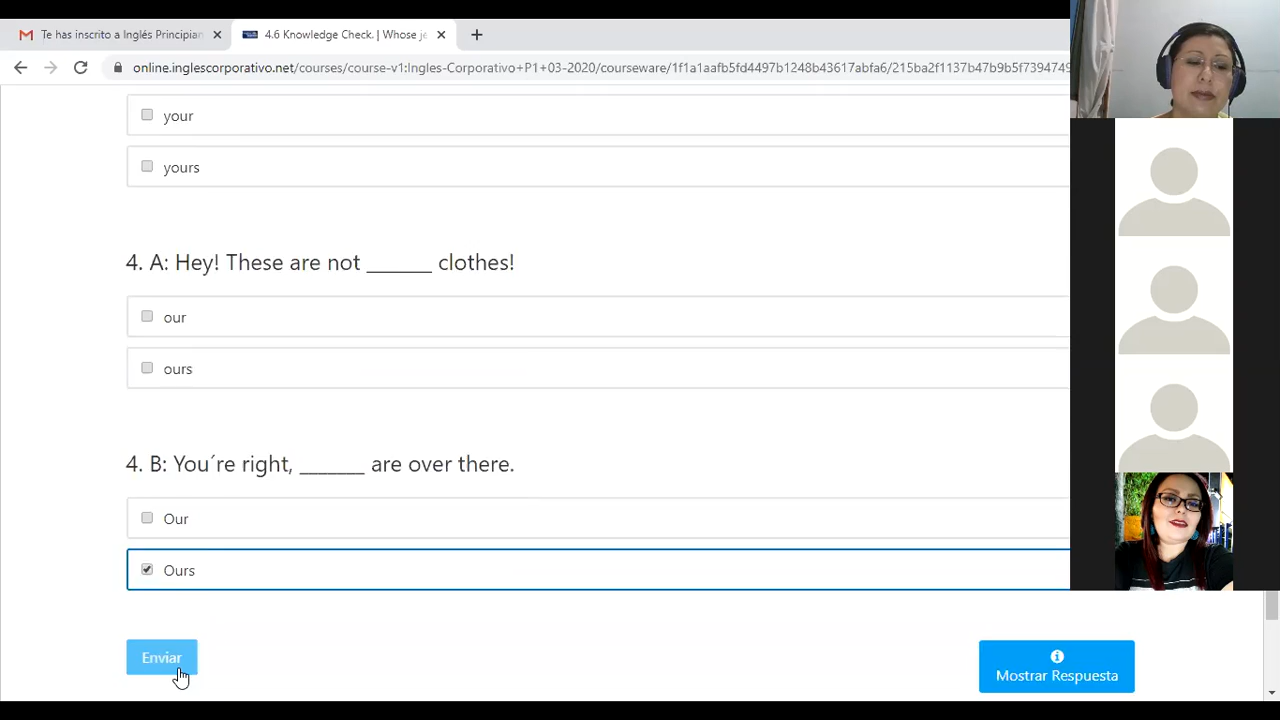 Te has inscrito a Inglés Principian
4.6 Knowledge Check. | Whose je
online.inglescorporativo.net/courses/course-v1:Ingles-Corporativo+P1+03-2020/courseware/1f1a1aafb5fd4497b1248b43617abfa6/215ba2f1137b47b9b5f7394749
your
yours
4. A: Hey! These are not _______ clothes!
our
ours
4. B: You´re right, _______ are over there.
Our
Ours
Enviar
Mostrar Respuesta